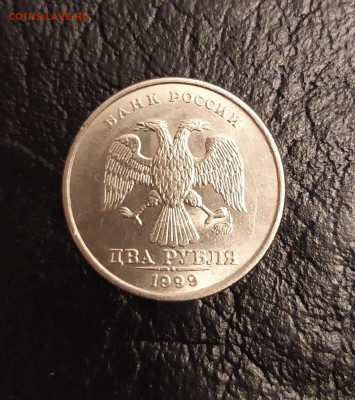 COINS.LAVE.RU
БАНК РОССИИ
ДВА РУБЛЯ
1999